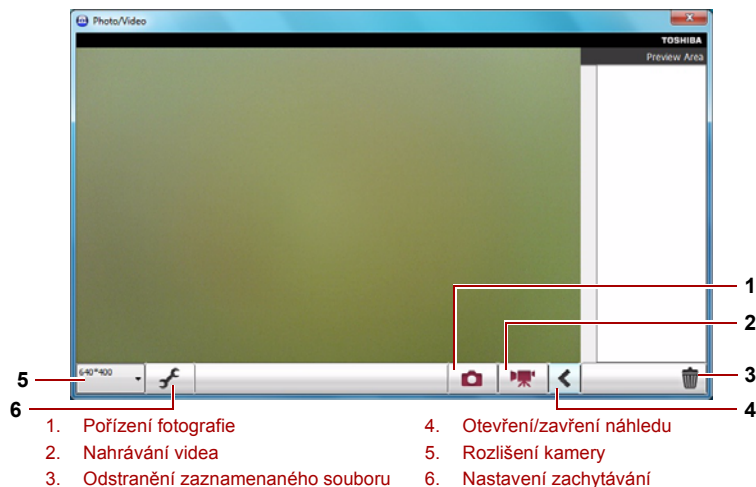 Photo/Video
TOSHIBA
Preview Area
1
2
640*400
5
3
6
4
1. Pořízení fotografie
2. Nahrávání videa
3. Odstranění zaznamenaného souboru
4. Otevření/zavření náhledu
5. Rozlišení kamery
6. Nastavení zachytávání